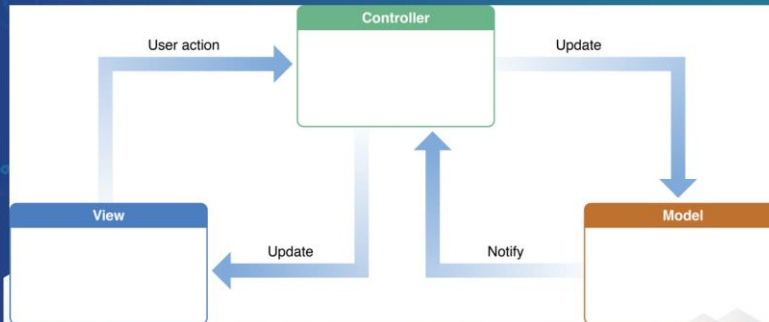 Controller
User action
Update
View
Model
Update
Notify